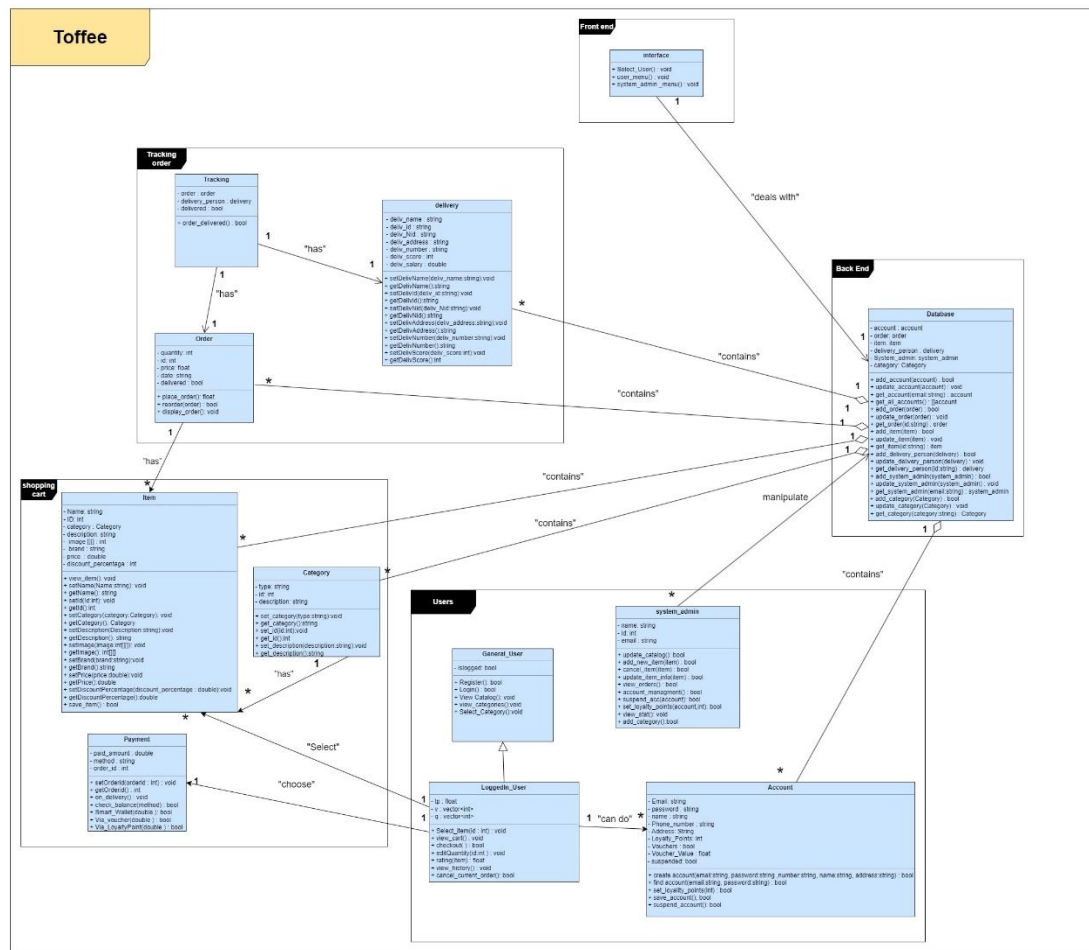 Toffee
Front end
interface
+ Select_User() : void
+ user_menu() : void
+ system_admin _menu() : void
1
"deals with"
1
Tracking
order
Tracking
- order : order
- delivery_person : delivery
- delivered : bool
+ order_delivered() : bool
1
"has"
1
1
"has"
1
delivery
- deliv_name : string
- deliv_id : string
- deliv_Nid : string
- deliv_address : string
- deliv_number : string
- deliv_score : int
- deliv_salary : double
+ setDelivName(deliv_name:string):void
+ getDelivName():string
+ setDelivId(deliv_id:string):void
+ getDelivId():string
+ setDelivNid(deliv_Nid:string):void
+ getDelivNid():string
+ setDelivAddress(deliv_address:string):void
+ getDelivAddress():string
+ setDelivNumber(deliv_number:string):void
+ getDelivNumber():string
+ setDelivScore(deliv_score:int):void
+ getDelivScore():int
*
"contains"
1
Order
- quantity: int
- id: int
- price: float
- date: string
- delivered : bool
+ place_order(): float
+ reorder(order): bool
+ display_order(): void
*
"contains"
1
1
"has"
*
Back End
Database
- account : account
- order: order
- item: item
- delivery_person : delivery
- system_admin: system_admin
- category: Category
+ add_account(account) : bool
+ update_account(account): void
+ get_account(email:string) : account
+ get_all_accounts() : []account
+ add_order(order) : bool
+ update_order(order) : void
+ get_order(id:string) : order
+ add_item(item) : bool
+ update_item(item) : void
+ get_item(id:string) : item
+ add_delivery_person(delivery) : bool
+ update_delivery_person(delivery) : void
+ get_delivery_person(id:string) : delivery
+ add_system_admin(system_admin) : bool
+ update_system_admin(system_admin) : void
+ get_system_admin(email:string) : system_admin
+ add_category(Category) : bool
+ update_category(Category) : void
+ get_category(category:string) : Category
1
1
1
"contains"
"contains"
manipulate
"contains"
shopping
cart
Item
- Name: string
- ID: int
- category : Category
- description: string
- image [][] : int
- brand : string
- price : double
- discount_percentage : int
+ view_item(): void
+ setName(Name:string): void
+ getName(): string
+ setId(id:int): void
+ getId():int
+ setCategory(category:Category): void
+ getCategory(): Category
+ setDescription(Description:string):void
+ getDescription(): string
+ setImage(image:int[][]): void
+ getImage(): int[][]
+ setBrand(brand:string):void
+ getBrand():string
+ setPrice(price:double):void
+ getPrice():double
+ setDiscountPercentage(discount_percentage : double):void
+ getDiscountPercentage():double
+ save_item() : bool
*
*
*
Category
- type: string
- id: int
- description: string
+ set_category(type:string):void
+ get_category():string
+ set_id(id:int):void
+ get_id():int
+ set_description(description:string):void
+ get_description():string
*
1
"has"
Payment
- paid_amount : double
- method : string
- order_id : int
+ setOrderId(orderId : int) : void
+ getOrderId(): int
+ on_delivery() : void
+ check_balance(method) : bool
+ Smart_Wallet(double ): bool
+ Via_voucher(double ) : bool
+ Via_LoyaltyPoint(double ) : bool
1
"Select"
"choose"
Users
General_User
- islogged: bool
+ Register(): bool
+ Login() : bool
+ View Catalog(): void
+ view_categories():void
+ Select_Category():void
system_admin
- name: string
- id: int
- email : string
+ update_catalog(): bool
+ add_new_item(item) : bool
+ cancel_item(item): bool
+ update_item_info(item) : bool
+ view_orders(): bool
+ account_managment(): bool
+ suspend_acc(account): bool
+ set_loyalty_points(account,int): bool
+ view_stat(): void
+ add_category():bool
*
LoggedIn_User
- lp : float
- v : vector<int>
- q : vector<int>
+ Select_Item(id : int) : void
+ view_cart() : void
+ checkout( ) : bool
+ editQuantity(id:int ) : void
+ rating(item) : float
+ view_history() : void
+ cancel_current_order(): bool
1
1
1
"can do"
*
*
Account
- Email: string
- password : string
- name : string
- Phone_number : string
- Address: String
- Loyalty_Points: int
- Vouchers : bool
- Voucher_Value : float
- suspended: bool
+ create account(email:string, password:string ,number:string, name:string, address:string) : bool
+ find account(email:string, password:string) : bool
+ set_loyalty_points(int) : bool
+ save_account(): bool
+ suspend_account(): bool